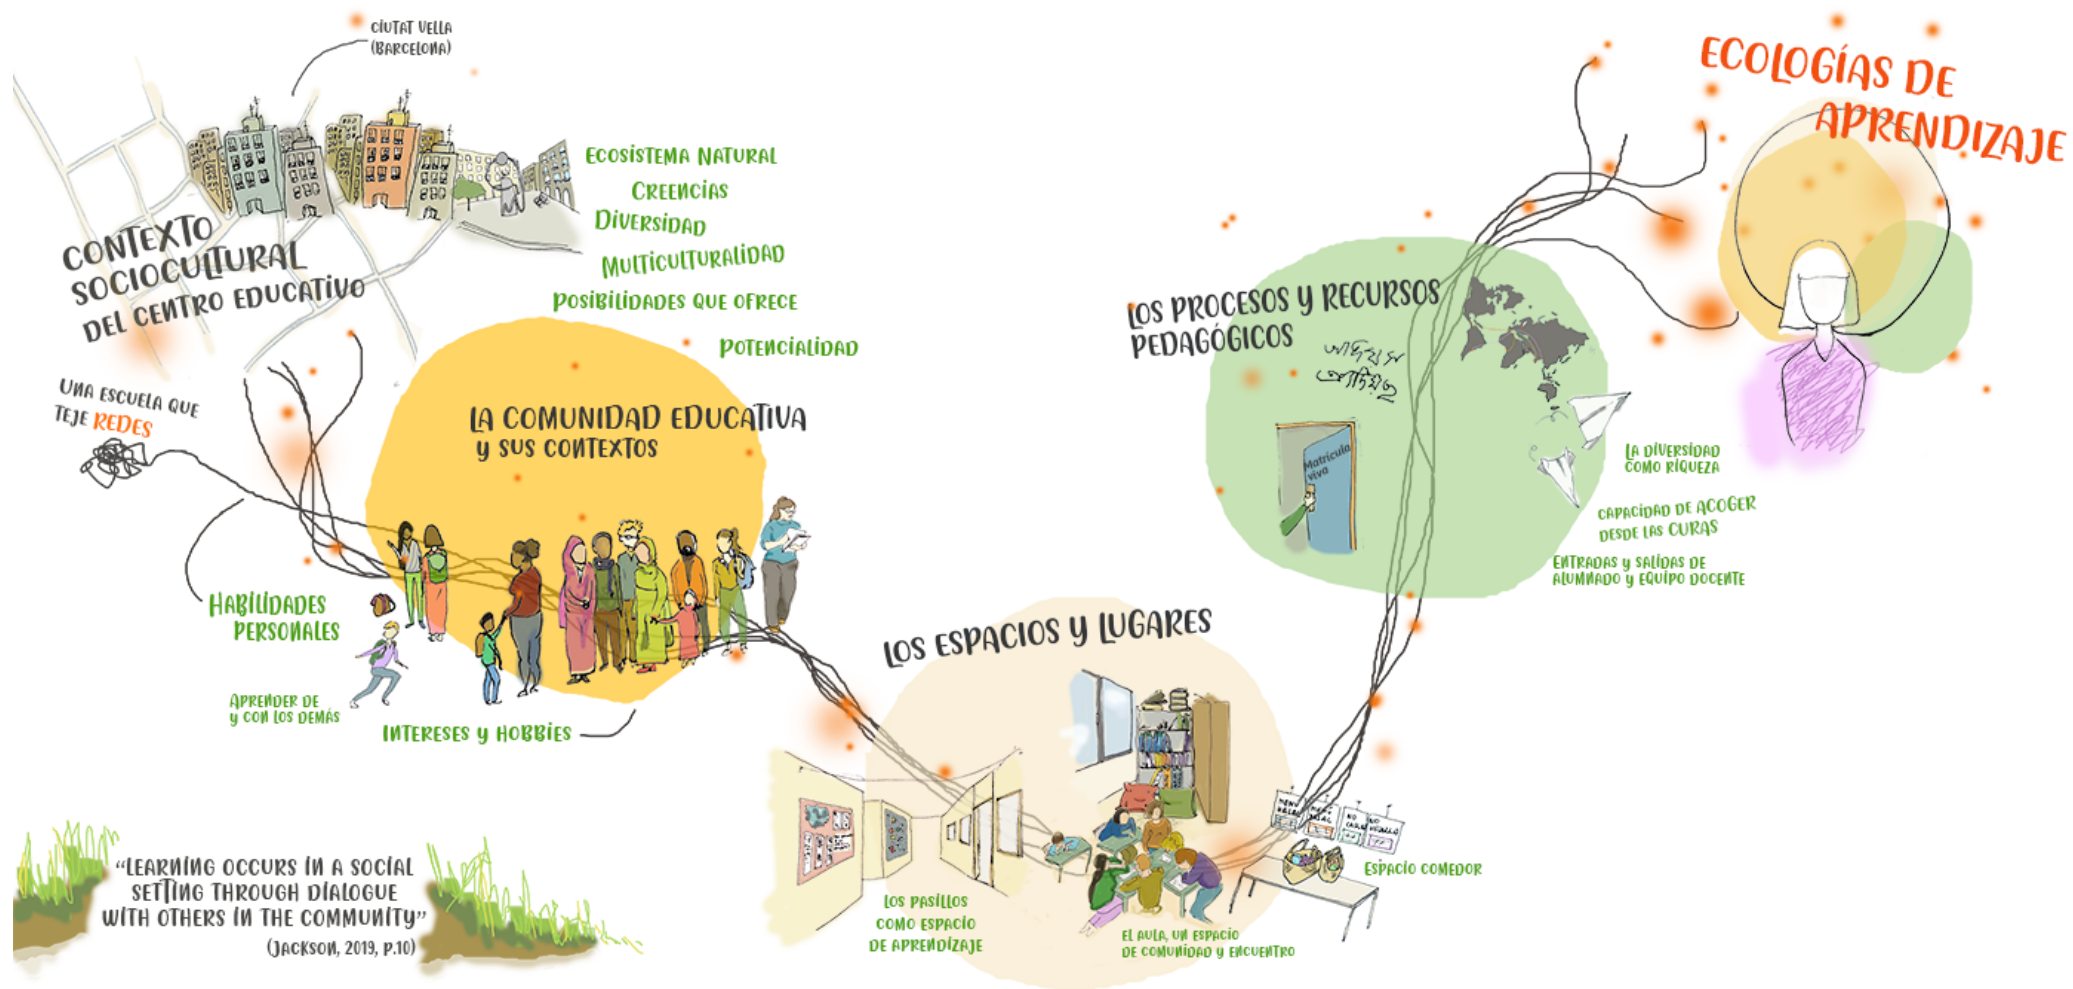 CIUTAT VELLA
(BARCELONA)
ECOSISTEMA NATURAL
CREENCIAS
DIVERSIDAD
MULTICULTURALIDAD
POSIBILIDADES QUE OFRECE
POTENCIALIDAD
CONTEXTO
SOCIOCULTURAL
DEL CENTRO EDUCATIVO
UNA ESCUELA QUE
TEJE REDES
LA COMUNIDAD EDUCATIVA
Y SUS CONTEXTOS
HABILIDADES
PERSONALES
APRENDER DE
Y CON LOS DEMÁS
INTERESES Y HOBBIES
"LEARNING OCCURS IN A SOCIAL
SETTING THROUGH DIALOGUE
WITH OTHERS IN THE COMMUNITY"
(JACKSON, 2019, P.10)
LOS ESPACIOS Y LUGARES
LOS PASILLOS
COMO ESPACIO
DE APRENDIZAJE
EL AULA, UN ESPACIO
DE COMUNIDAD Y ENCUENTRO
MENU
MENU
NO
NO
ESPACIO COMEDOR
LOS PROCESOS Y RECURSOS
PEDAGÓGICOS
Matrícula
viva
LA DIVERSIDAD
COMO RIQUEZA
CAPACIDAD DE ACOGER
DESDE LAS CURAS
ENTRADAS Y SALIDAS DE
ALUMNADO Y EQUIPO DOCENTE
ECOLOGÍAS DE
APRENDIZAJE